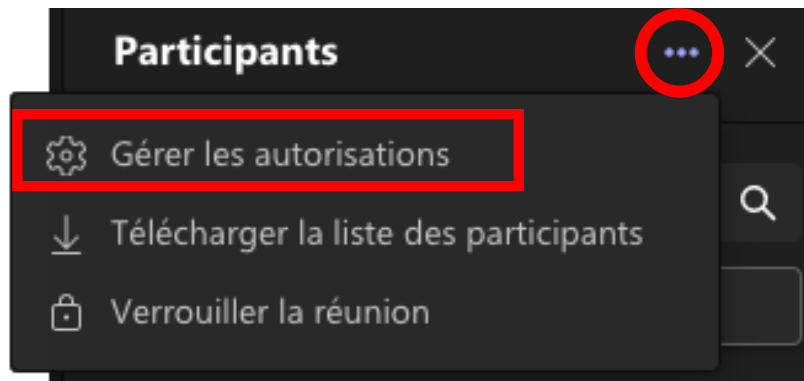 Participants
Gérer les autorisations
Télécharger la liste des participants
Verrouiller la réunion